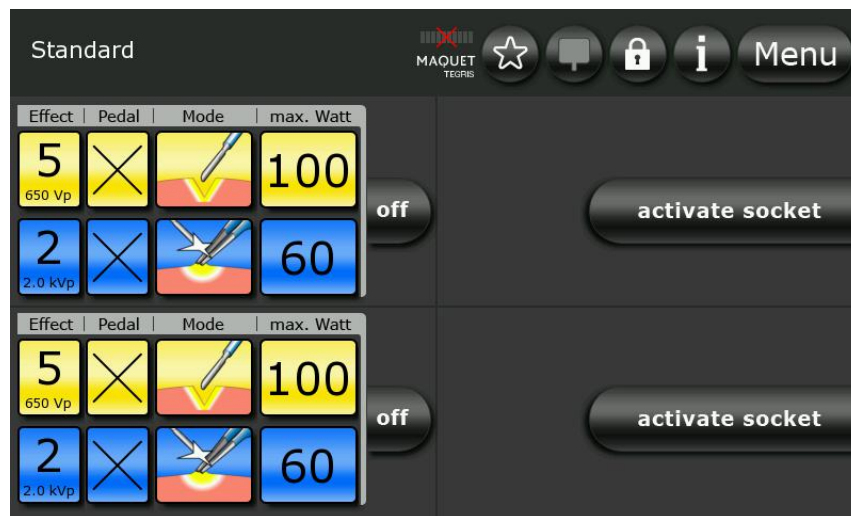 Standard
MAQUET
TEGRIS
i
Menu
Effect | Pedal | Mode | max. Watt
5
650 Vp
100
off
activate socket
2
2.0 kVp
60
Effect | Pedal | Mode | max. Watt
5
650 Vp
100
off
activate socket
2
2.0 kVp
60